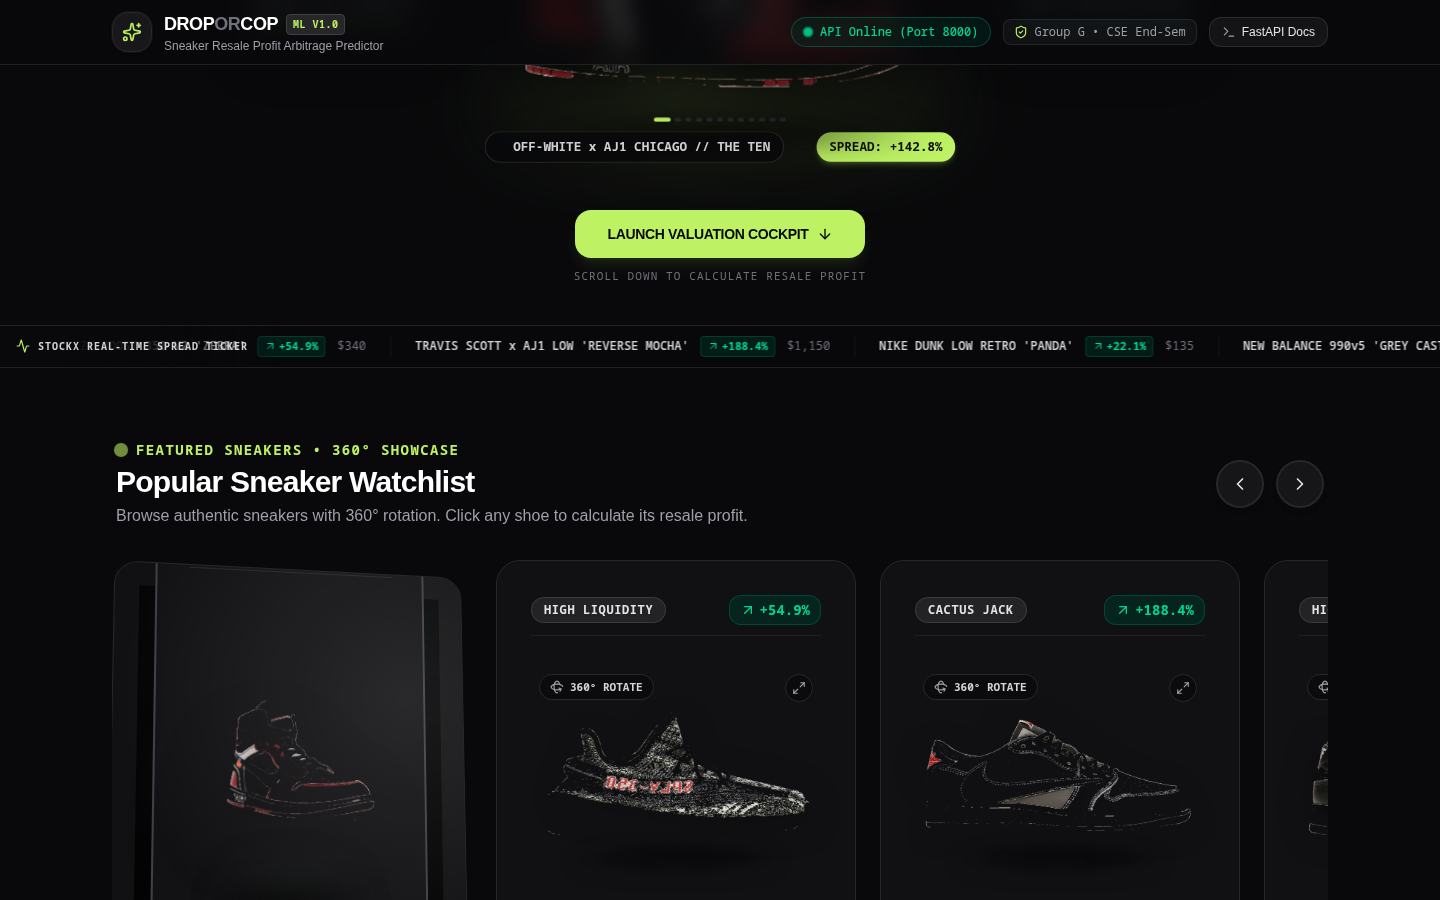 DROPORCOP ML V1.0
Sneaker Resale Profit Arbitrage Predictor
API Online (Port 8000)
Group G • CSE End-Sem
FastAPI Docs
OFF-WHITE x AJ1 CHICAGO // THE TEN
SPREAD: +142.8%
LAUNCH VALUATION COCKPIT
SCROLL DOWN TO CALCULATE RESALE PROFIT
STOCKX REAL-TIME SPREAD TICKER
+54.9% $340
TRAVIS SCOTT x AJ1 LOW 'REVERSE MOCHA' +188.4% $1,150
NIKE DUNK LOW RETRO 'PANDA' +22.1% $135
NEW BALANCE 990v5 'GREY CAST
FEATURED SNEAKERS • 360° SHOWCASE
Popular Sneaker Watchlist
Browse authentic sneakers with 360° rotation. Click any shoe to calculate its resale profit.
HIGH LIQUIDITY +54.9%
360° ROTATE
CACTUS JACK +188.4%
360° ROTATE
HI